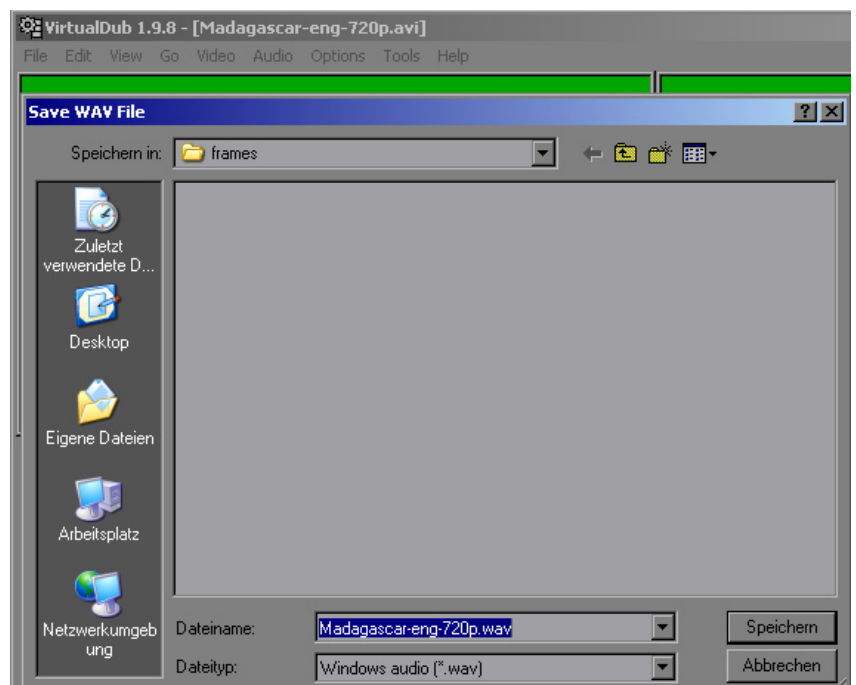 VirtualDub 1.9.8 - [Madagascar-eng-720p.avi]
File Edit View Go Video Audio Options Tools Help
Save WAV File
Speichern in: frames
Zuletzt
verwendete D...
Desktop
Eigene Dateien
Arbeitsplatz
Netzwerkumgeb
ung
Dateiname: Madagascar-eng-720p.wav Speichern
Dateityp: Windows audio (*.wav) Abbrechen